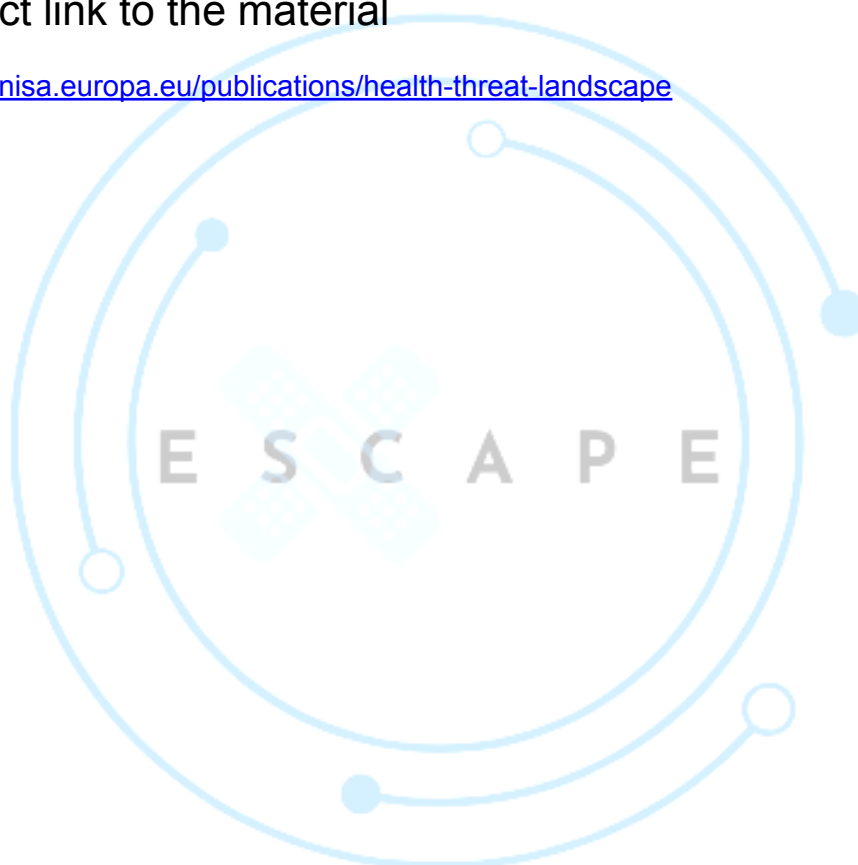 ct link to the material
nisa.europa.eu/publications/health-threat-landscape
E S C A P E